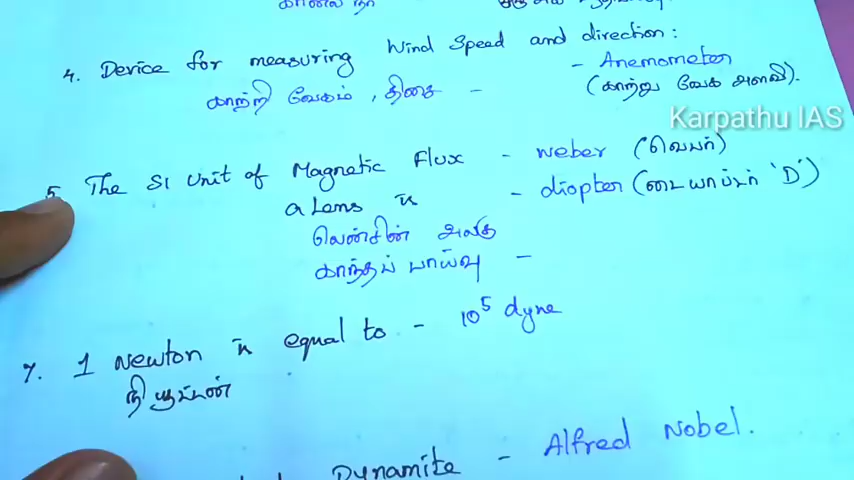 4. Device for measuring Wind Speed and direction:
- Anemometer
காற்றி வேகம், திசை - (காற்று வேக அளவி).
Karpathu IAS
5. The SI Unit of Magnetic Flux - weber (வெபர்)
a Lens is - diopter (டையாப்டர் 'D')
லென்சின் அலகு
காந்தப் பாய்வு -
7. 1 Newton is equal to - 10⁵ dyne
நியூட்டன்
Dynamite - Alfred Nobel.